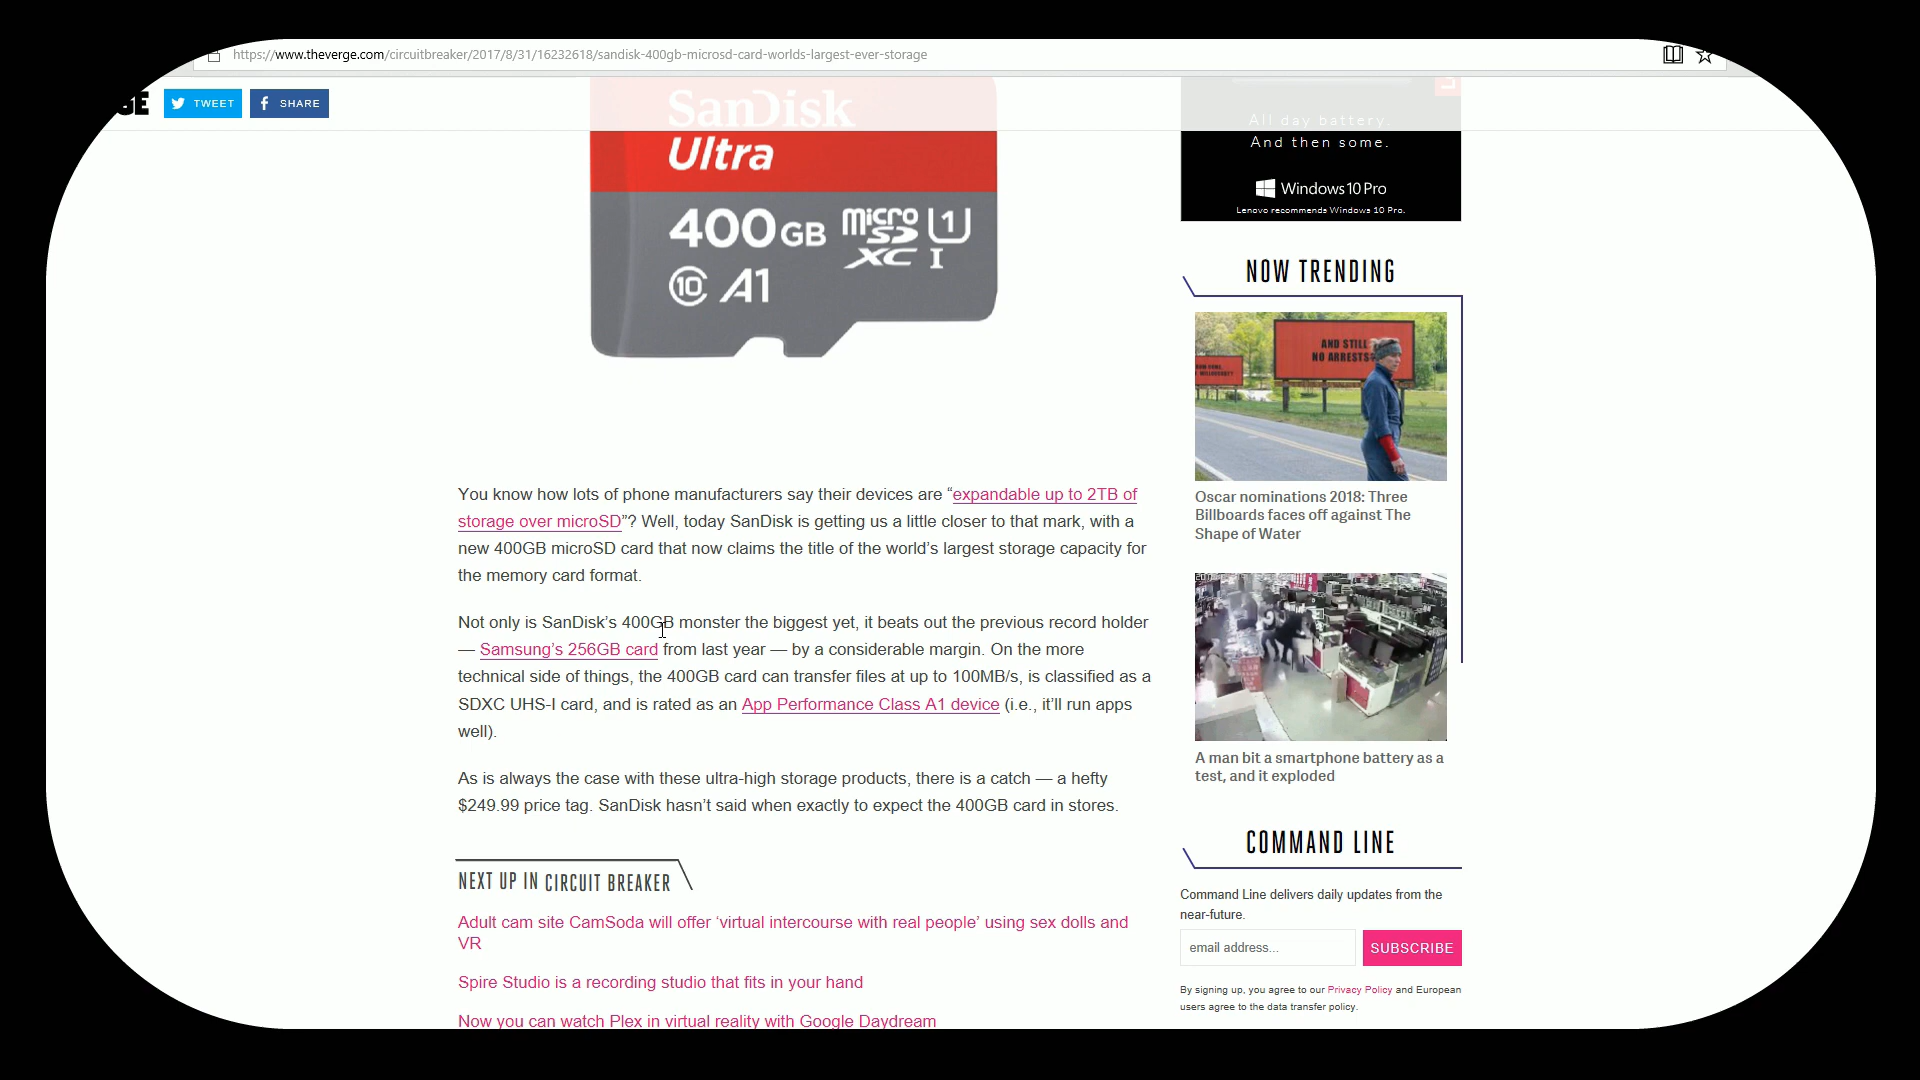 https://www.theverge.com/circuitbreaker/2017/8/31/16232618/sandisk-400gb-microsd-card-worlds-largest-ever-storage
TWEET
SHARE
SanDisk
Ultra
400GB micro SD XC I U1
10 A1
You know how lots of phone manufacturers say their devices are “expandable up to 2TB of
storage over microSD”? Well, today SanDisk is getting us a little closer to that mark, with a
new 400GB microSD card that now claims the title of the world’s largest storage capacity for
the memory card format.
Not only is SanDisk’s 400GB monster the biggest yet, it beats out the previous record holder
— Samsung’s 256GB card from last year — by a considerable margin. On the more
technical side of things, the 400GB card can transfer files at up to 100MB/s, is classified as a
SDXC UHS-I card, and is rated as an App Performance Class A1 device (i.e., it’ll run apps
well).
As is always the case with these ultra-high storage products, there is a catch — a hefty
$249.99 price tag. SanDisk hasn’t said when exactly to expect the 400GB card in stores.
NEXT UP IN CIRCUIT BREAKER
Adult cam site CamSoda will offer ‘virtual intercourse with real people’ using sex dolls and
VR
Spire Studio is a recording studio that fits in your hand
Now you can watch Plex in virtual reality with Google Daydream
All day battery.
And then some.
Windows 10 Pro
Lenovo recommends Windows 10 Pro.
NOW TRENDING
AND STILL
NO ARRESTS?
Oscar nominations 2018: Three
Billboards faces off against The
Shape of Water
A man bit a smartphone battery as a
test, and it exploded
COMMAND LINE
Command Line delivers daily updates from the
near-future.
email address...
SUBSCRIBE
By signing up, you agree to our Privacy Policy and European
users agree to the data transfer policy.